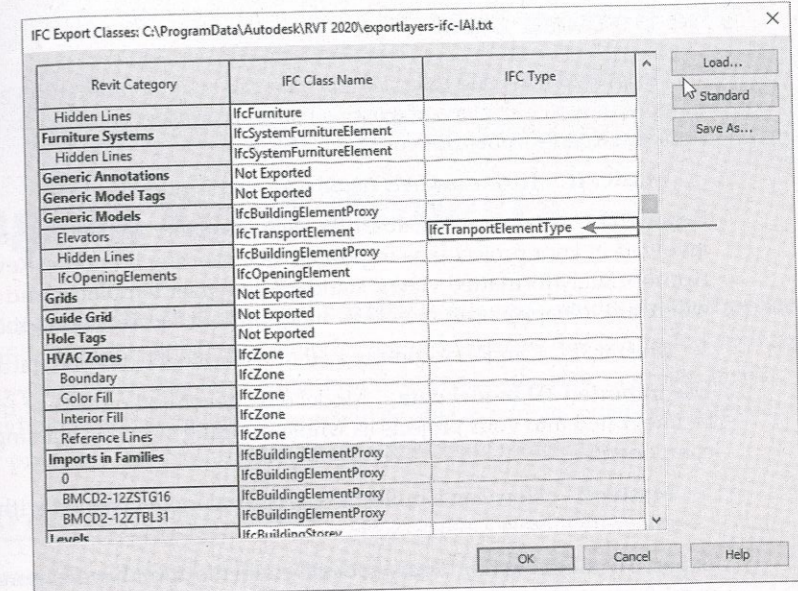 IFC Export Classes: C:\ProgramData\Autodesk\RVT 2020\exportlayers-ifc-IAI.txt
Revit Category IFC Class Name IFC Type
Load...
Standard
Save As...
Hidden Lines IfcFurniture
Furniture Systems IfcSystemFurnitureElement
Hidden Lines IfcSystemFurnitureElement
Generic Annotations Not Exported
Generic Model Tags Not Exported
Generic Models IfcBuildingElementProxy
Elevators IfcTransportElement IfcTranportElementType
Hidden Lines IfcBuildingElementProxy
IfcOpeningElements IfcOpeningElement
Grids Not Exported
Guide Grid Not Exported
Hole Tags Not Exported
HVAC Zones IfcZone
Boundary IfcZone
Color Fill IfcZone
Interior Fill IfcZone
Reference Lines IfcZone
Imports in Families IfcBuildingElementProxy
0 IfcBuildingElementProxy
BMCD2-12ZSTG16 IfcBuildingElementProxy
BMCD2-12ZTBL31 IfcBuildingElementProxy
Levels IfcBuildingStorey
OK Cancel Help